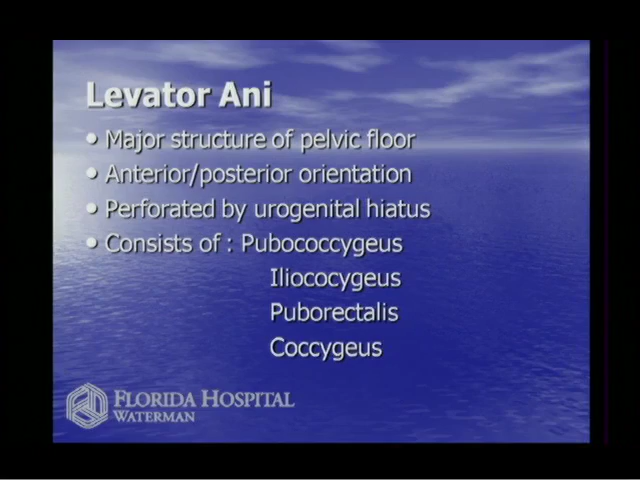 Levator Ani
• Major structure of pelvic floor
• Anterior/posterior orientation
• Perforated by urogenital hiatus
• Consists of : Pubococcygeus
Iliococygeus
Puborectalis
Coccygeus
FLORIDA HOSPITAL
WATERMAN